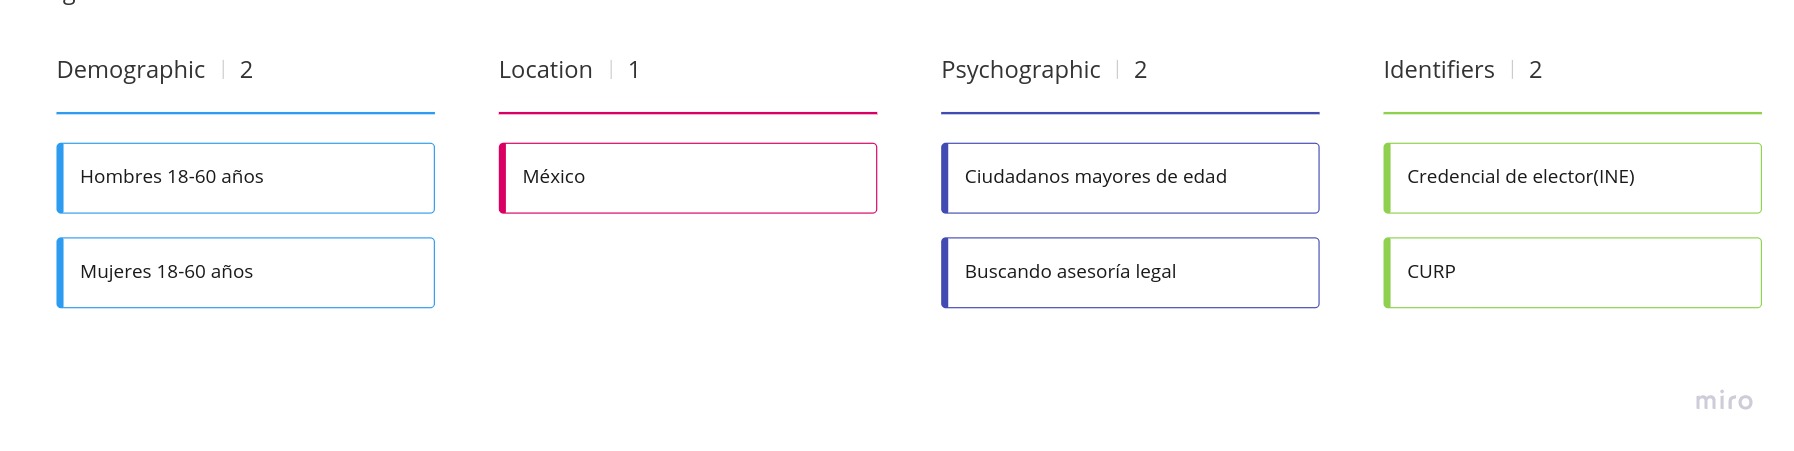 Demographic | 2
Hombres 18-60 años
Mujeres 18-60 años
Location | 1
México
Psychographic | 2
Ciudadanos mayores de edad
Buscando asesoría legal
Identifiers | 2
Credencial de elector(INE)
CURP
miro